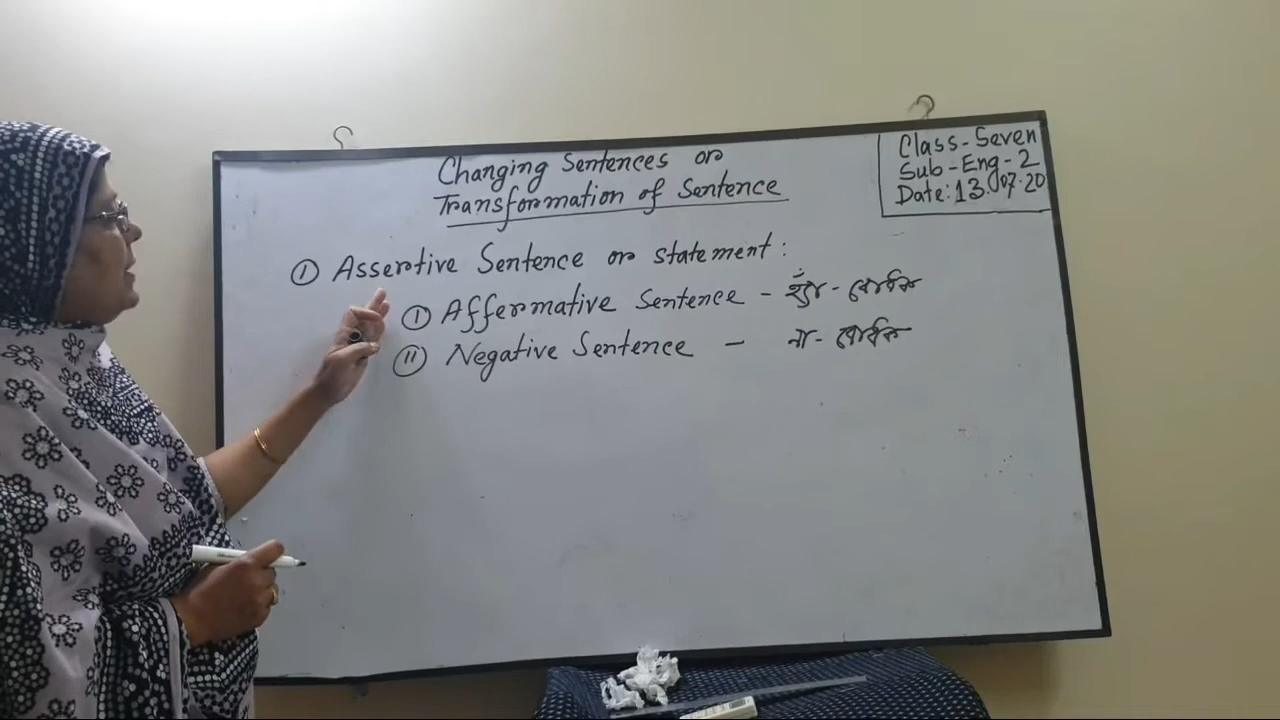 Changing Sentences or
Transformation of Sentence
Class-Seven
Sub-Eng-2
Date: 13.07.20
① Assertive Sentence or statement:
① Affermative Sentence - হ্যাঁ-বোধক
② Negative Sentence - না-বোধক